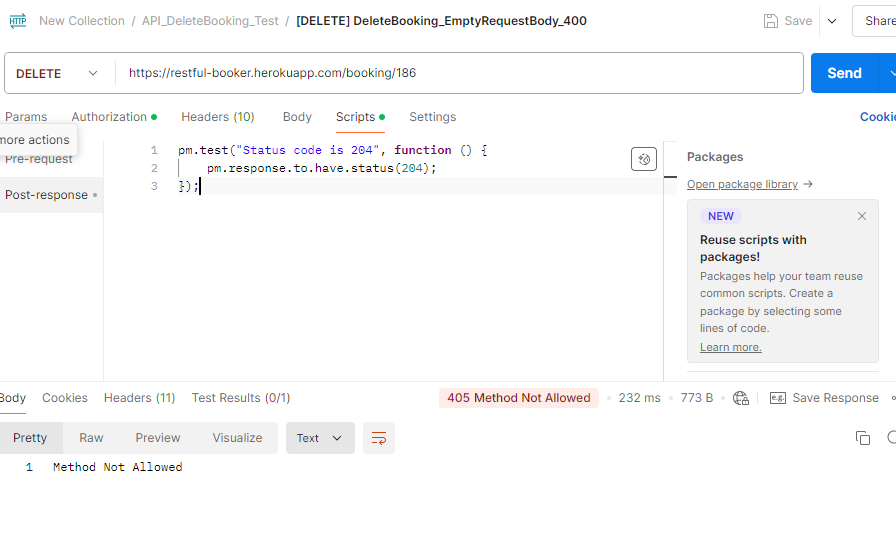 HTTP New Collection / API_DeleteBooking_Test / [DELETE] DeleteBooking_EmptyRequestBody_400 Save Share
DELETE https://restful-booker.herokuapp.com/booking/186 Send
Params Authorization Headers (10) Body Scripts Settings Cookie
more actions
Pre-request
Post-response
1 pm.test("Status code is 204", function () {
2 pm.response.to.have.status(204);
3 });
Packages
Open package library →
NEW
Reuse scripts with
packages!
Packages help your team reuse
common scripts. Create a
package by selecting some
lines of code.
Learn more.
Body Cookies Headers (11) Test Results (0/1) 405 Method Not Allowed 232 ms 773 B e.g. Save Response
Pretty Raw Preview Visualize Text
1 Method Not Allowed